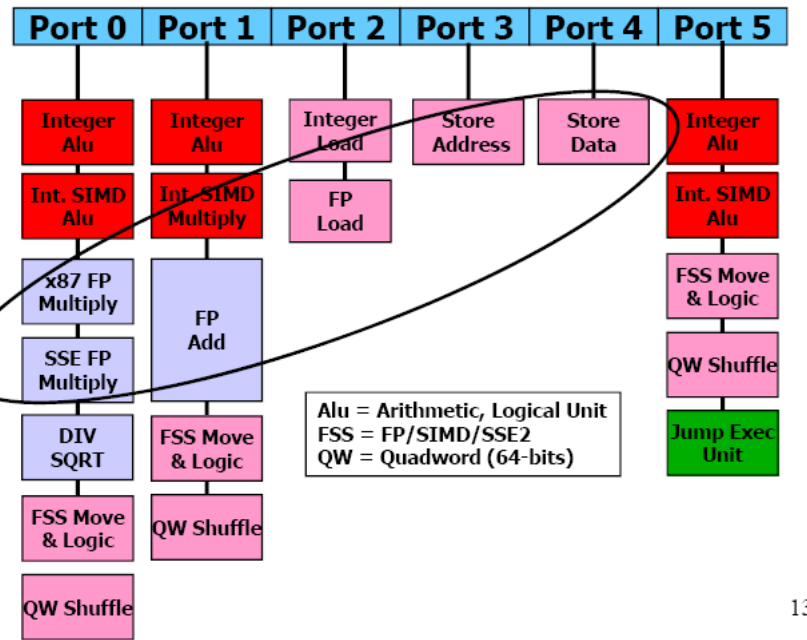 Port 0 Port 1 Port 2 Port 3 Port 4 Port 5
Integer
Alu
Int. SIMD
Alu
x87 FP
Multiply
SSE FP
Multiply
DIV
SQRT
FSS Move
& Logic
QW Shuffle
Integer
Alu
Int. SIMD
Multiply
FP
Add
FSS Move
& Logic
QW Shuffle
Integer
Load
FP
Load
Store
Address
Store
Data
Integer
Alu
Int. SIMD
Alu
FSS Move
& Logic
QW Shuffle
Jump Exec
Unit
Alu = Arithmetic, Logical Unit
FSS = FP/SIMD/SSE2
QW = Quadword (64-bits)
13